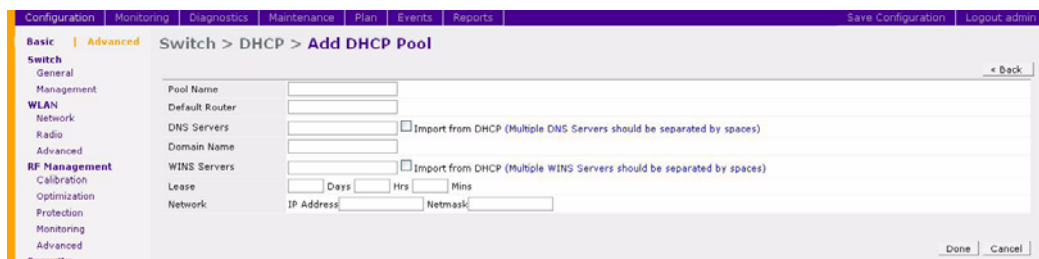 Configuration Monitoring Diagnostics Maintenance Plan Events Reports Save Configuration Logout admin
Basic | Advanced
Switch > DHCP > Add DHCP Pool
Switch
General
Management
WLAN
Network
Radio
Advanced
RF Management
Calibration
Optimization
Protection
Monitoring
Advanced
< Back
Pool Name
Default Router
DNS Servers Import from DHCP (Multiple DNS Servers should be separated by spaces)
Domain Name
WINS Servers Import from DHCP (Multiple WINS Servers should be separated by spaces)
Lease Days Hrs Mins
Network IP Address Netmask
Done Cancel